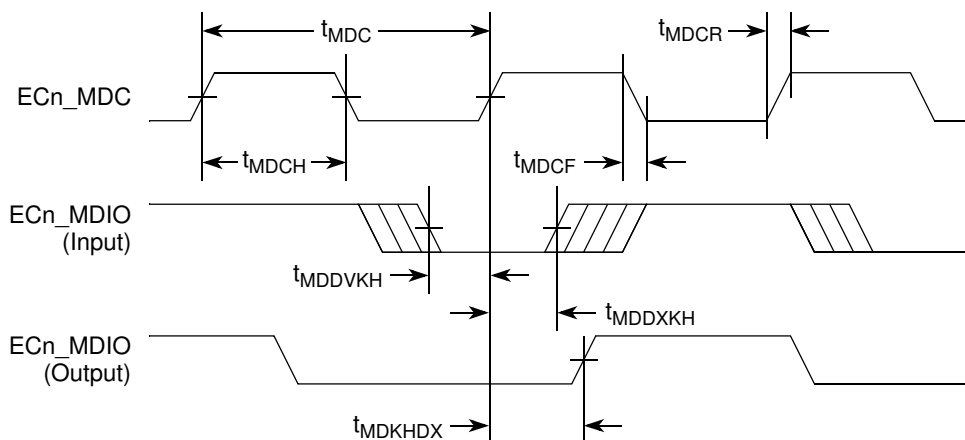 tMDC
tMDCR
ECn_MDC
tMDCH
tMDCF
ECn_MDIO
(Input)
tMDDVKH
tMDDXKH
ECn_MDIO
(Output)
tMDKHDX